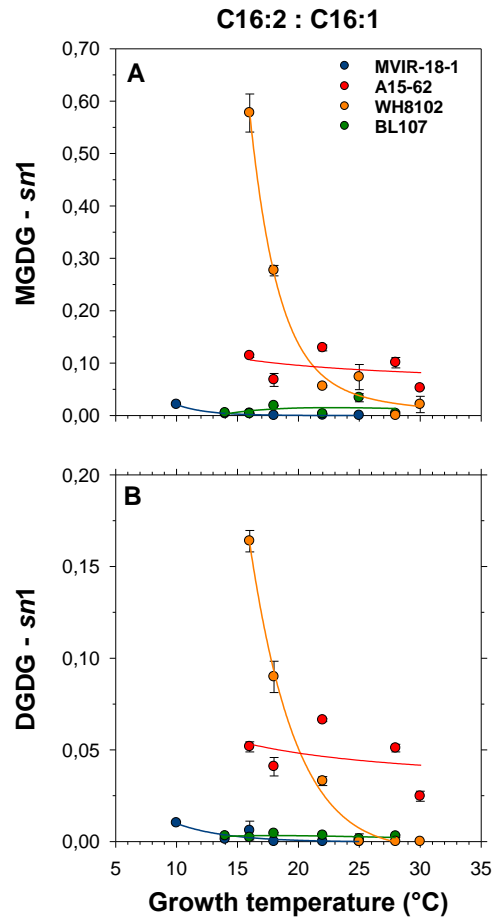 C16:2 : C16:1
A
MVIR-18-1
A15-62
WH8102
BL107
MGDG - sn1
0,70
0,60
0,50
0,40
0,30
0,20
0,10
0,00
B
DGDG - sn1
0,20
0,15
0,10
0,05
0,00
5 10 15 20 25 30 35
Growth temperature (°C)